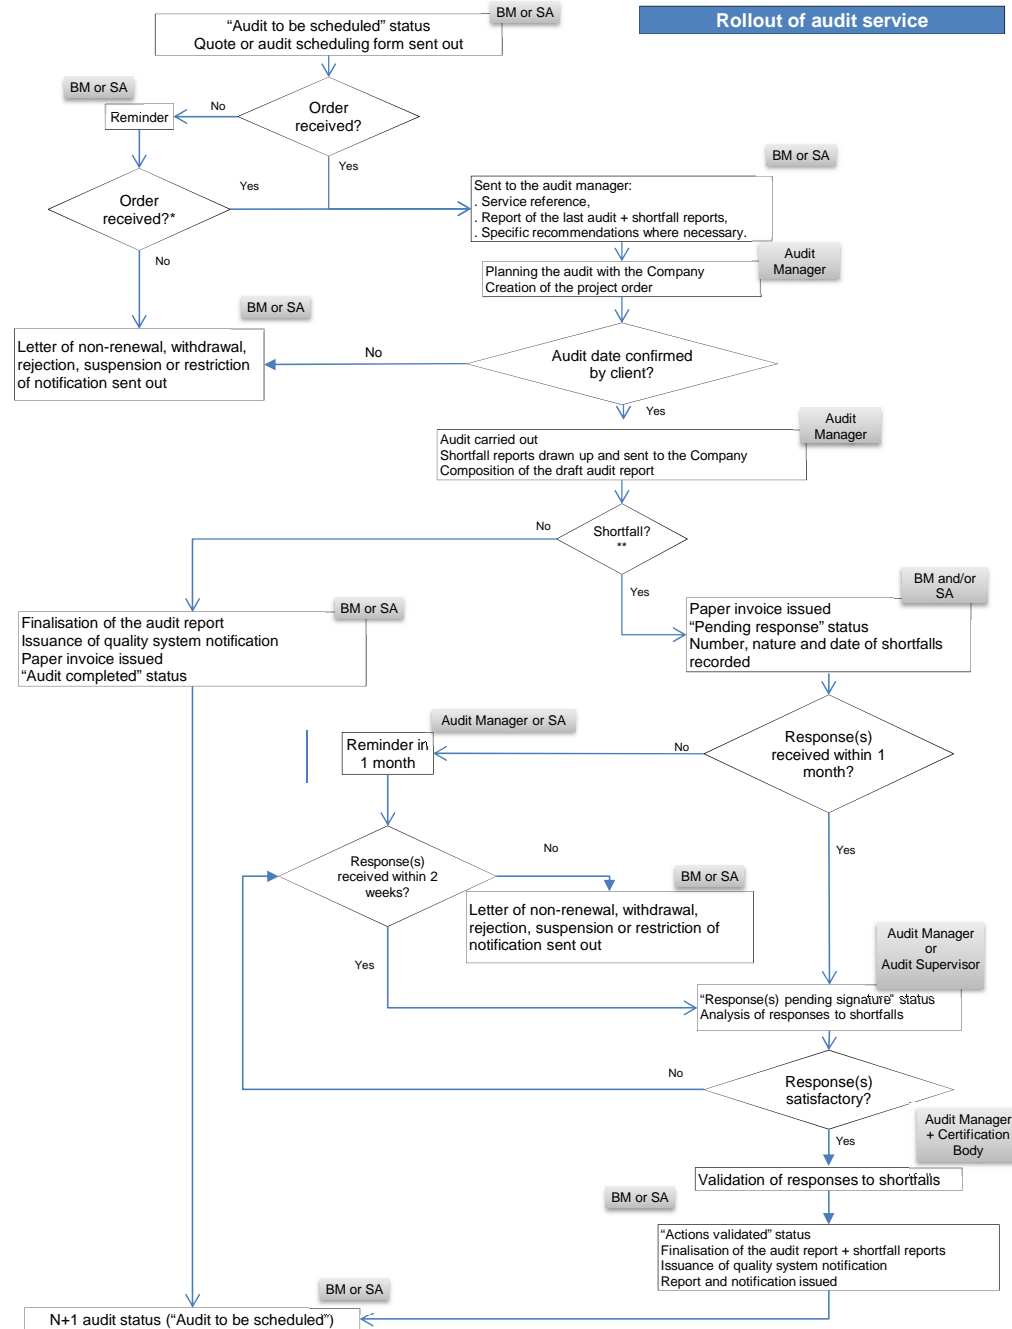 BM or SA
Rollout of audit service
“Audit to be scheduled” status
Quote or audit scheduling form sent out
BM or SA
No
Order
received?
Reminder
Yes
BM or SA
Yes
Order
received?*
Sent to the audit manager:
. Service reference,
. Report of the last audit + shortfall reports,
. Specific recommendations where necessary.
No
Audit
Manager
Planning the audit with the Company
Creation of the project order
BM or SA
Letter of non-renewal, withdrawal,
rejection, suspension or restriction
of notification sent out
No
Audit date confirmed
by client?
Yes
Audit
Manager
Audit carried out
Shortfall reports drawn up and sent to the Company
Composition of the draft audit report
No
Shortfall?
**
Yes
BM and/or
SA
BM or SA
Finalisation of the audit report
Issuance of quality system notification
Paper invoice issued
“Audit completed” status
Paper invoice issued
“Pending response” status
Number, nature and date of shortfalls
recorded
Audit Manager or SA
Reminder in
1 month
No
Response(s)
received within 1
month?
Yes
No
Response(s)
received within 2
weeks?
BM or SA
Letter of non-renewal, withdrawal,
rejection, suspension or restriction of
notification sent out
Yes
Audit Manager
or
Audit Supervisor
“Response(s) pending signature” status
Analysis of responses to shortfalls
No
Response(s)
satisfactory?
Yes
Audit Manager
+ Certification
Body
Validation of responses to shortfalls
BM or SA
“Actions validated” status
Finalisation of the audit report + shortfall reports
Issuance of quality system notification
Report and notification issued
BM or SA
N+1 audit status (“Audit to be scheduled”)